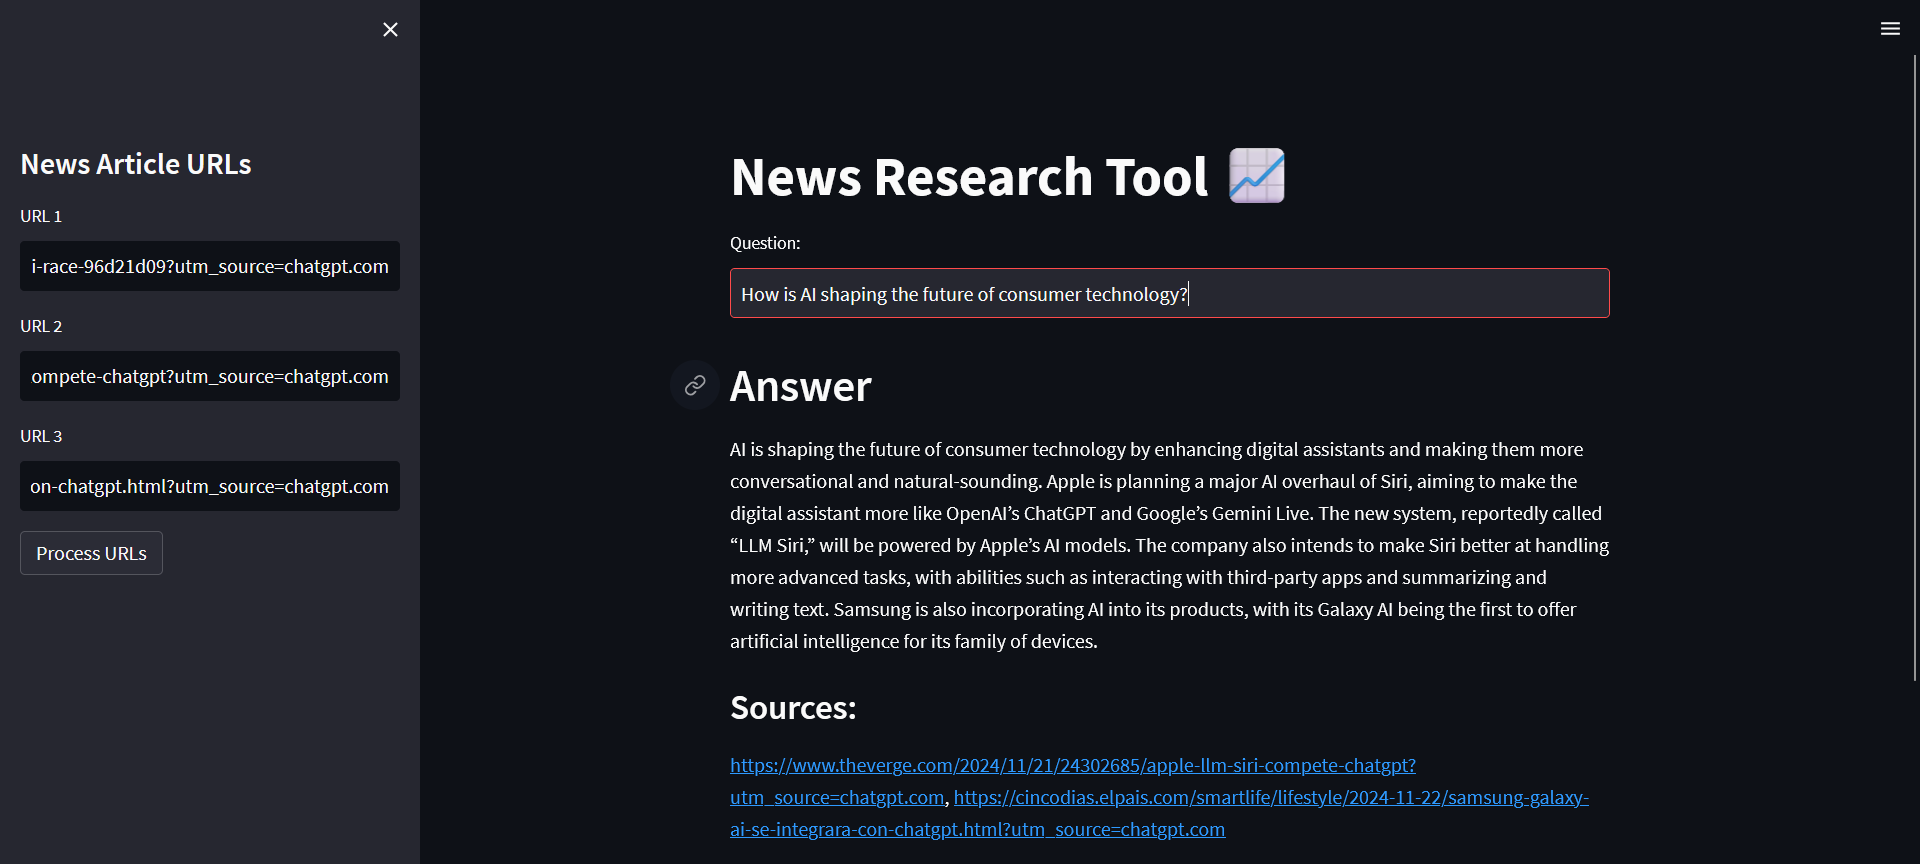 News Article URLs
URL 1
i-race-96d21d09?utm_source=chatgpt.com
URL 2
ompete-chatgpt?utm_source=chatgpt.com
URL 3
on-chatgpt.html?utm_source=chatgpt.com
Process URLs
News Research Tool
Question:
How is AI shaping the future of consumer technology?
Answer
AI is shaping the future of consumer technology by enhancing digital assistants and making them more
conversational and natural-sounding. Apple is planning a major AI overhaul of Siri, aiming to make the
digital assistant more like OpenAI’s ChatGPT and Google’s Gemini Live. The new system, reportedly called
“LLM Siri,” will be powered by Apple’s AI models. The company also intends to make Siri better at handling
more advanced tasks, with abilities such as interacting with third-party apps and summarizing and
writing text. Samsung is also incorporating AI into its products, with its Galaxy AI being the first to offer
artificial intelligence for its family of devices.
Sources:
https://www.theverge.com/2024/11/21/24302685/apple-llm-siri-compete-chatgpt?
utm_source=chatgpt.com, https://cincodias.elpais.com/smartlife/lifestyle/2024-11-22/samsung-galaxy-
ai-se-integrara-con-chatgpt.html?utm_source=chatgpt.com